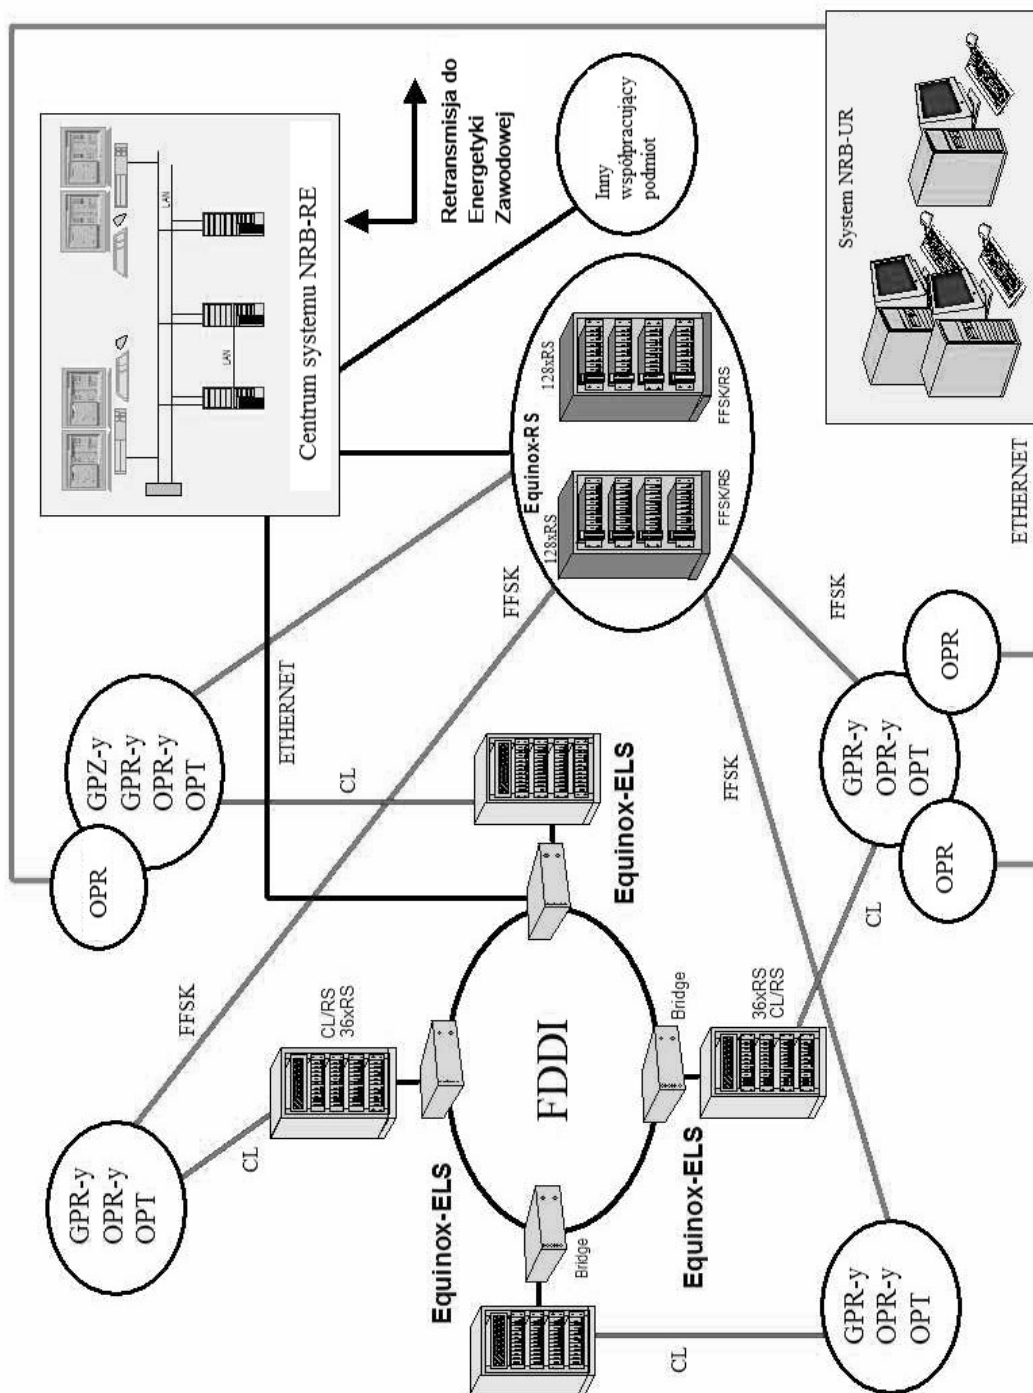 GPR-y
OPR-y
OPT
OPR
GPZ-y
GPR-y
OPR-y
OPT
LAN
LAN
Centrum systemu NRB-RE
FFSK
CL
CL/RS
36xRS
ETHERNET
CL
Retransmisja do
Energetyki
Zawodowej
Equinox-ELS
FDDI
FFSK
Equinox-RS
128xRS
128xRS
FFSK/RS
FFSK/RS
Inny
współpracujący
podmiot
Bridge
Equinox-ELS
Bridge
Equinox-ELS
CL
36xRS
CL/RS
FFSK
FFSK
GPR-y
OPR-y
OPT
CL
GPR-y
OPR-y
OPT
OPR
OPR
System NRB-UR
ETHERNET